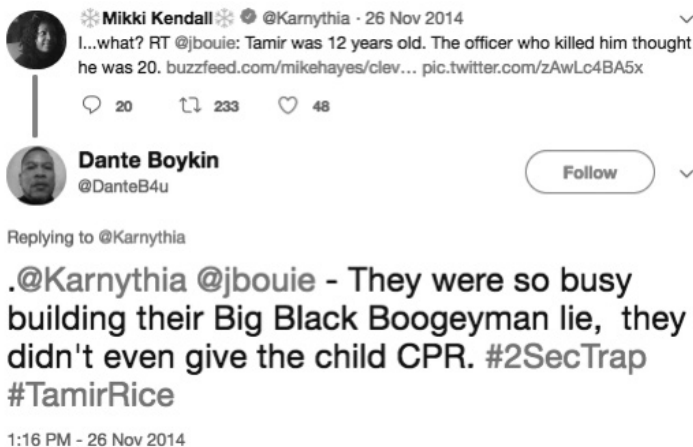 Mikki Kendall @Karnythia · 26 Nov 2014
I...what? RT @jbouie: Tamir was 12 years old. The officer who killed him thought
he was 20. buzzfeed.com/mikehayes/clev... pic.twitter.com/zAwLc4BA5x
20 233 48
Dante Boykin
@DanteB4u
Follow
Replying to @Karnythia
.@Karnythia @jbouie - They were so busy
building their Big Black Boogeyman lie, they
didn't even give the child CPR. #2SecTrap
#TamirRice
1:16 PM - 26 Nov 2014